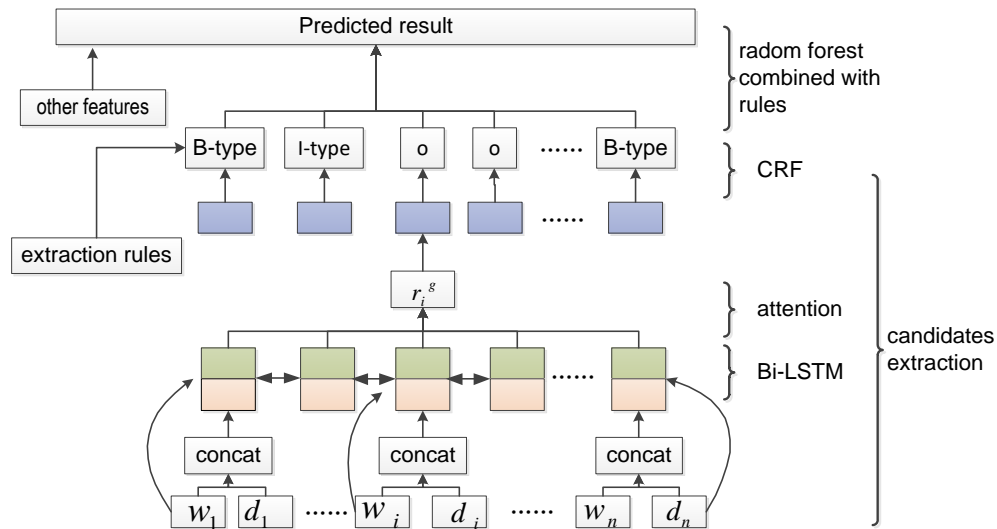 Predicted result
radom forest
combined with
rules
other features
B-type
I-type
o
o
......
B-type
CRF
......
extraction rules
r_i^g
attention
candidates
extraction
......
Bi-LSTM
concat
concat
concat
w_1
d_1
......
w_i
d_i
......
w_n
d_n